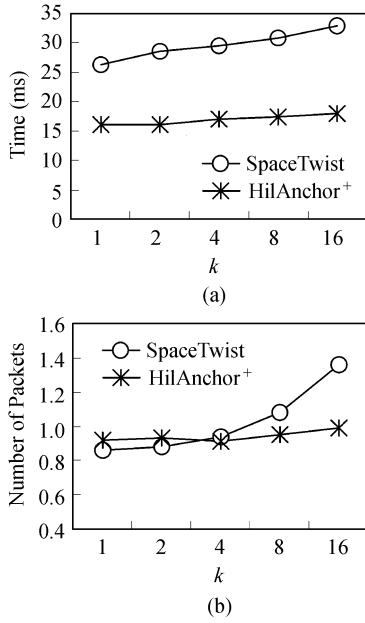 35
30
25
20
15
10
5
0
Time (ms)
SpaceTwist
HilAnchor+
1 2 4 8 16
k
(a)
1.6
1.4
1.2
1.0
0.8
0.6
0.4
Number of Packets
SpaceTwist
HilAnchor+
1 2 4 8 16
k
(b)